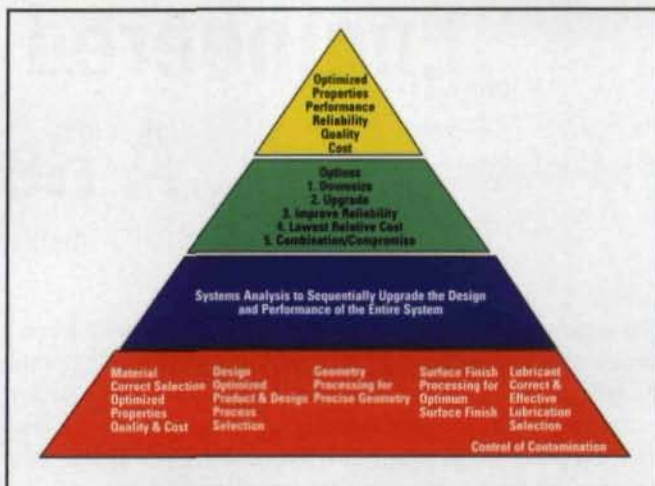 Optimized
Properties
Performance
Reliability
Quality
Cost
Options
1. Downsize
2. Upgrade
3. Improve Reliability
4. Lowest Relative Cost
5. Combination/Compromise
Systems Analysis to Sequentially Upgrade the Design
and Performance of the Entire System
Material
Correct Selection
Optimized
Properties
Quality & Cost
Design
Optimized
Product & Design
Process
Selection
Geometry
Processing for
Precise Geometry
Surface Finish
Processing for
Optimum
Surface Finish
Lubricant
Correct &
Effective
Lubrication
Selection
Control of Contamination